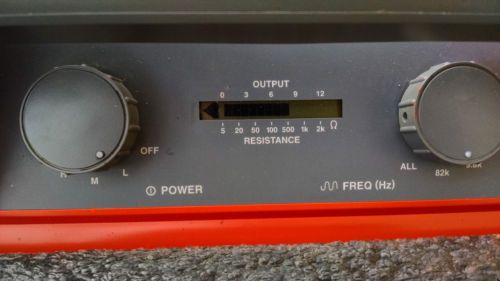 OUTPUT
0 3 6 9 12
5 20 50 100 500 1k 2k Ω
RESISTANCE
OFF
L
M
POWER
ALL
82k
FREQ (Hz)